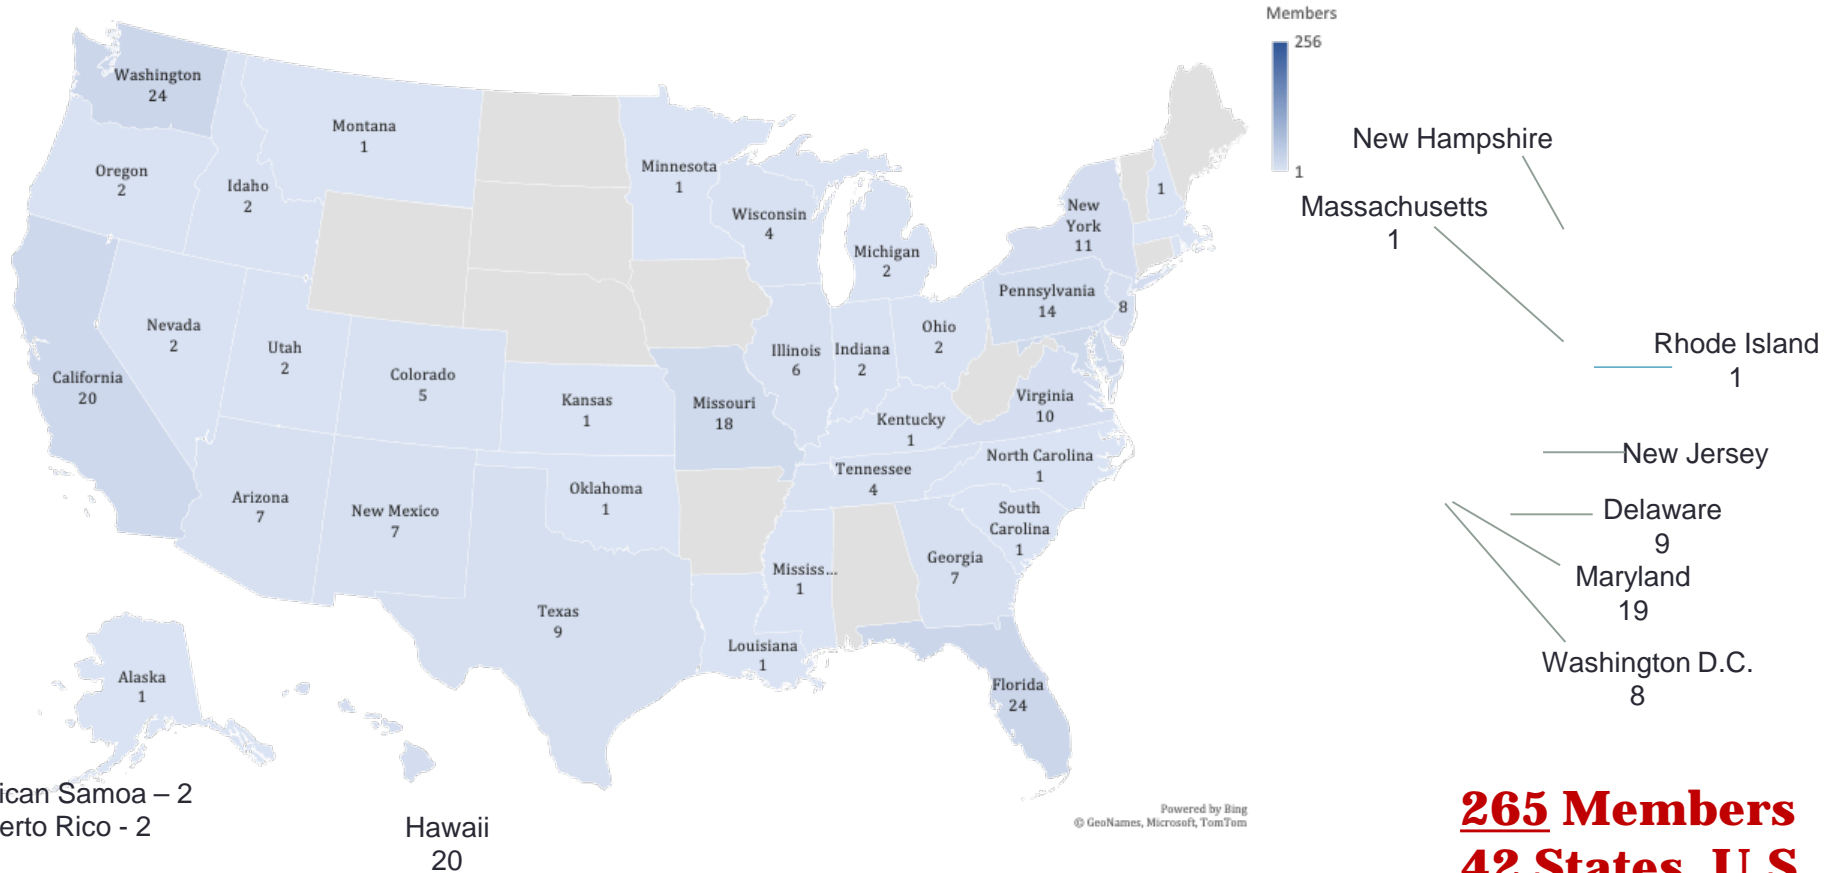 Members
256
1
Washington
24
Montana
1
Oregon
2
Idaho
2
Minnesota
1
Wisconsin
4
Michigan
2
New
York
11
1
Pennsylvania
14
8
Nevada
2
Utah
2
Colorado
5
California
20
Kansas
1
Missouri
18
Illinois
6
Indiana
2
Ohio
2
Kentucky
1
Virginia
10
North Carolina
1
Tennessee
4
South
Carolina
1
Arizona
7
New Mexico
7
Oklahoma
1
Georgia
7
Mississ...
1
Texas
9
Louisiana
1
Florida
24
Alaska
1
ican Samoa – 2
erto Rico - 2
Hawaii
20
Powered by Bing
© GeoNames, Microsoft, TomTom
New Hampshire
Massachusetts
1
Rhode Island
1
New Jersey
Delaware
9
Maryland
19
Washington D.C.
8
265 Members
42 States, U.S.